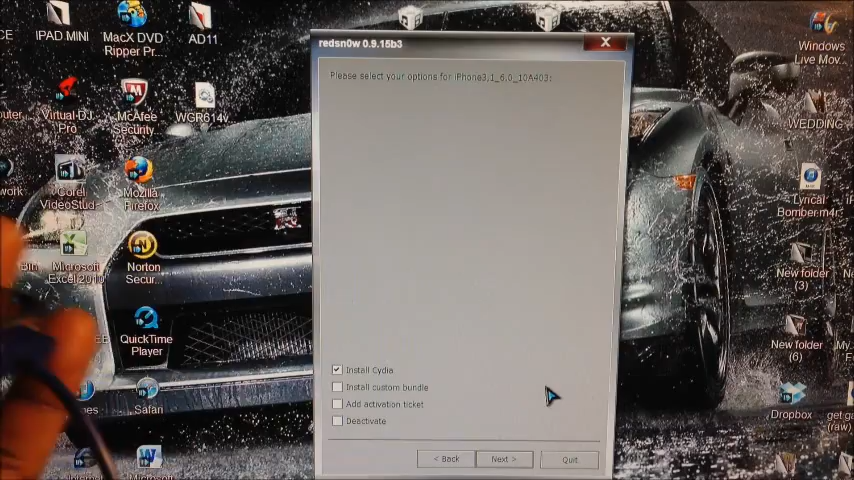 IPAD MINI
MacX DVD
Ripper Pr...
AD11
Virtual DJ
Pro
McAfee
Security
WGR614v
Corel
VideoStud...
Mozilla
Firefox
Microsoft
Excel 2010
Norton
Secur...
QuickTime
Player
Safari
redsn0w 0.9.15b3
Please select your options for iPhone3,1_6.0_10A403:
Install Cydia
Install custom bundle
Add activation ticket
Deactivate
< Back
Next >
Quit
Windows
Live Mov...
WEDDING
Lyrical
Bomber.m4r
New folder
(3)
New folder
(6)
Dropbox
(raw)